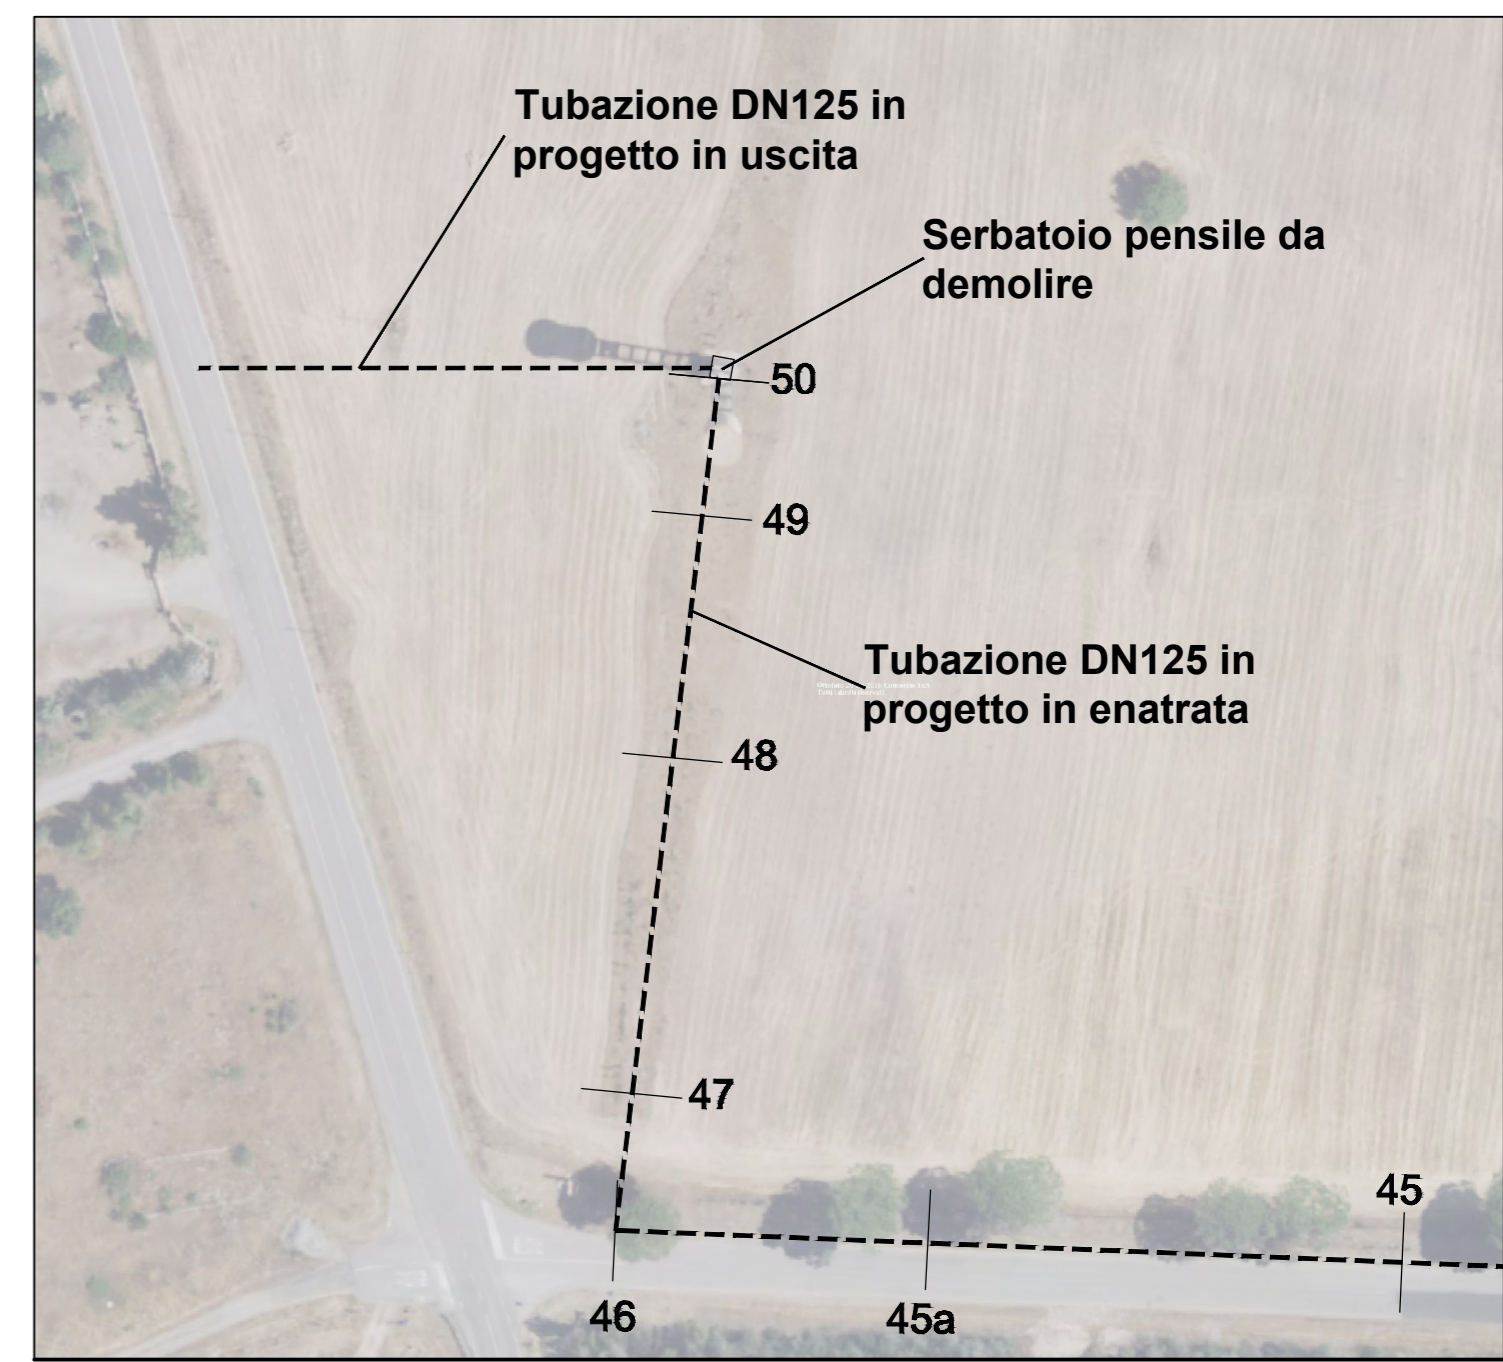 Tubazione DN125 in
progetto in uscita
Serbatoio pensile da
demolire
50
49
Tubazione DN125 in
progetto in enatrata
48
47
45
46
45a